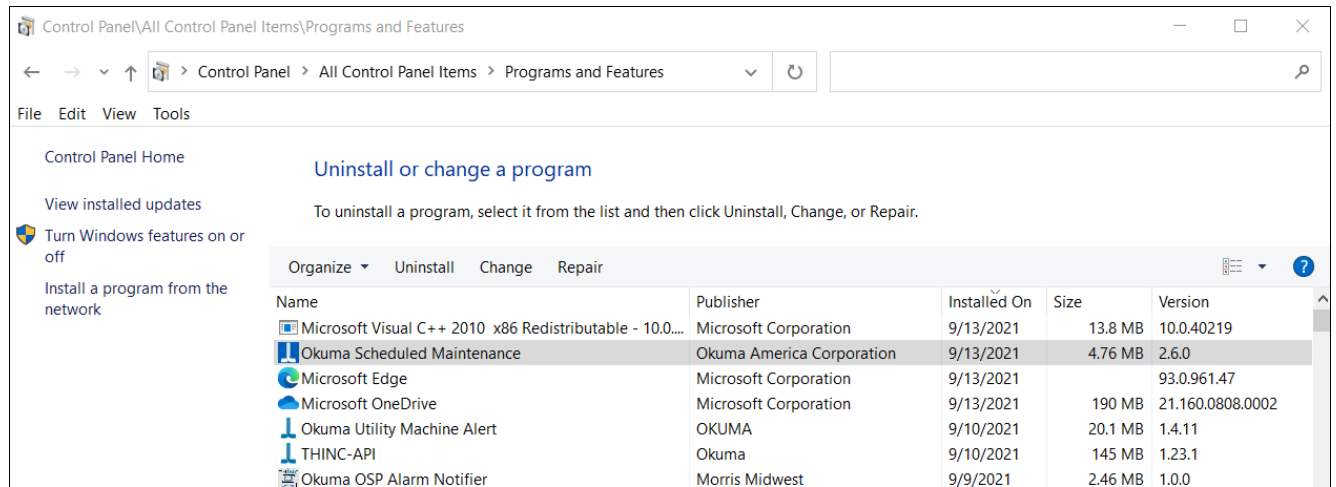 Control Panel\All Control Panel Items\Programs and Features
Control Panel > All Control Panel Items > Programs and Features
File Edit View Tools
Control Panel Home
View installed updates
Turn Windows features on or
off
Install a program from the
network
Uninstall or change a program
To uninstall a program, select it from the list and then click Uninstall, Change, or Repair.
Organize Uninstall Change Repair ?
Name Publisher Installed On Size Version
Microsoft Visual C++ 2010 x86 Redistributable - 10.0.... Microsoft Corporation 9/13/2021 13.8 MB 10.0.40219
Okuma Scheduled Maintenance Okuma America Corporation 9/13/2021 4.76 MB 2.6.0
Microsoft Edge Microsoft Corporation 9/13/2021 93.0.961.47
Microsoft OneDrive Microsoft Corporation 9/13/2021 190 MB 21.160.0808.0002
Okuma Utility Machine Alert OKUMA 9/10/2021 20.1 MB 1.4.11
THINC-API Okuma 9/10/2021 145 MB 1.23.1
Okuma OSP Alarm Notifier Morris Midwest 9/9/2021 2.46 MB 1.0.0